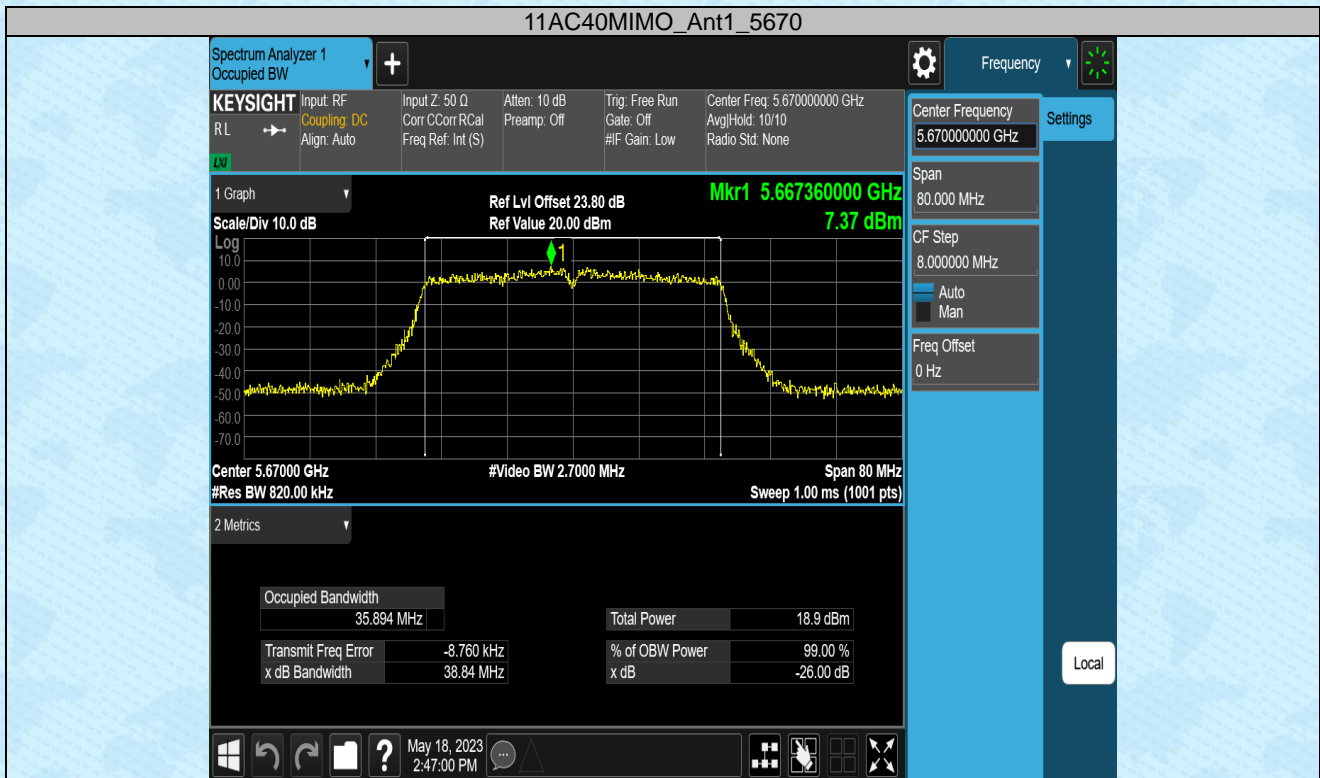 11AC40MIMO_Ant1_5670
Spectrum Analyzer 1
Occupied BW
Frequency
KEYSIGHT
RL
LXI
Input: RF
Coupling: DC
Align: Auto
Input Z: 50 Ω
Corr CCorr RCal
Freq Ref: Int (S)
Atten: 10 dB
Preamp: Off
Trig: Free Run
Gate: Off
#IF Gain: Low
Center Freq: 5.670000000 GHz
Avg|Hold: 10/10
Radio Std: None
Center Frequency
5.670000000 GHz
Settings
Span
80.000 MHz
CF Step
8.000000 MHz
Auto
Man
Freq Offset
0 Hz
1 Graph
Scale/Div 10.0 dB
Ref Lvl Offset 23.80 dB
Ref Value 20.00 dBm
Mkr1 5.667360000 GHz
7.37 dBm
Log
1
10.0
0.00
-10.0
-20.0
-30.0
-40.0
-50.0
-60.0
-70.0
Center 5.67000 GHz
#Video BW 2.7000 MHz
Span 80 MHz
#Res BW 820.00 kHz
Sweep 1.00 ms (1001 pts)
2 Metrics
Occupied Bandwidth
35.894 MHz
Total Power 18.9 dBm
Transmit Freq Error -8.760 kHz
% of OBW Power 99.00 %
x dB Bandwidth 38.84 MHz
x dB -26.00 dB
Local
May 18, 2023
2:47:00 PM